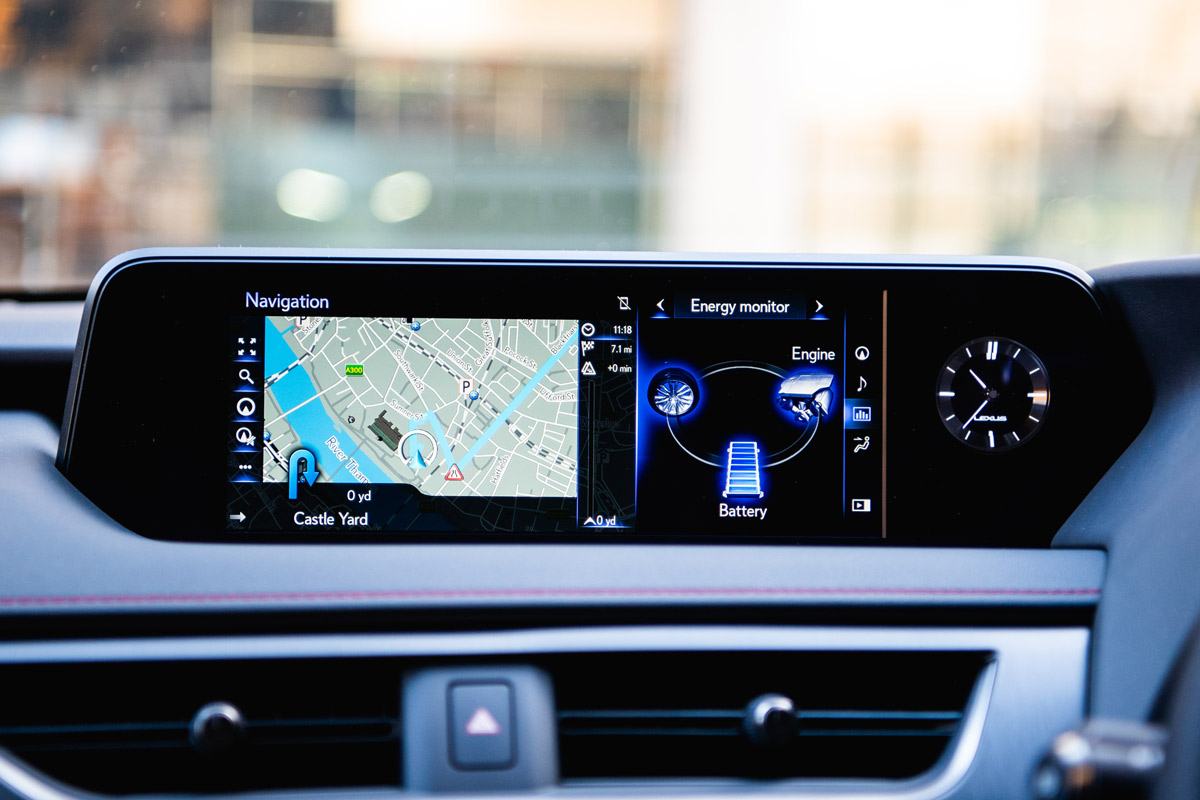 Navigation
P
A300
P
River Tham
11:18
7.1 mi
+0 min
0 yd
0 yd
Castle Yard
Energy monitor
Engine
Battery
LEXUS